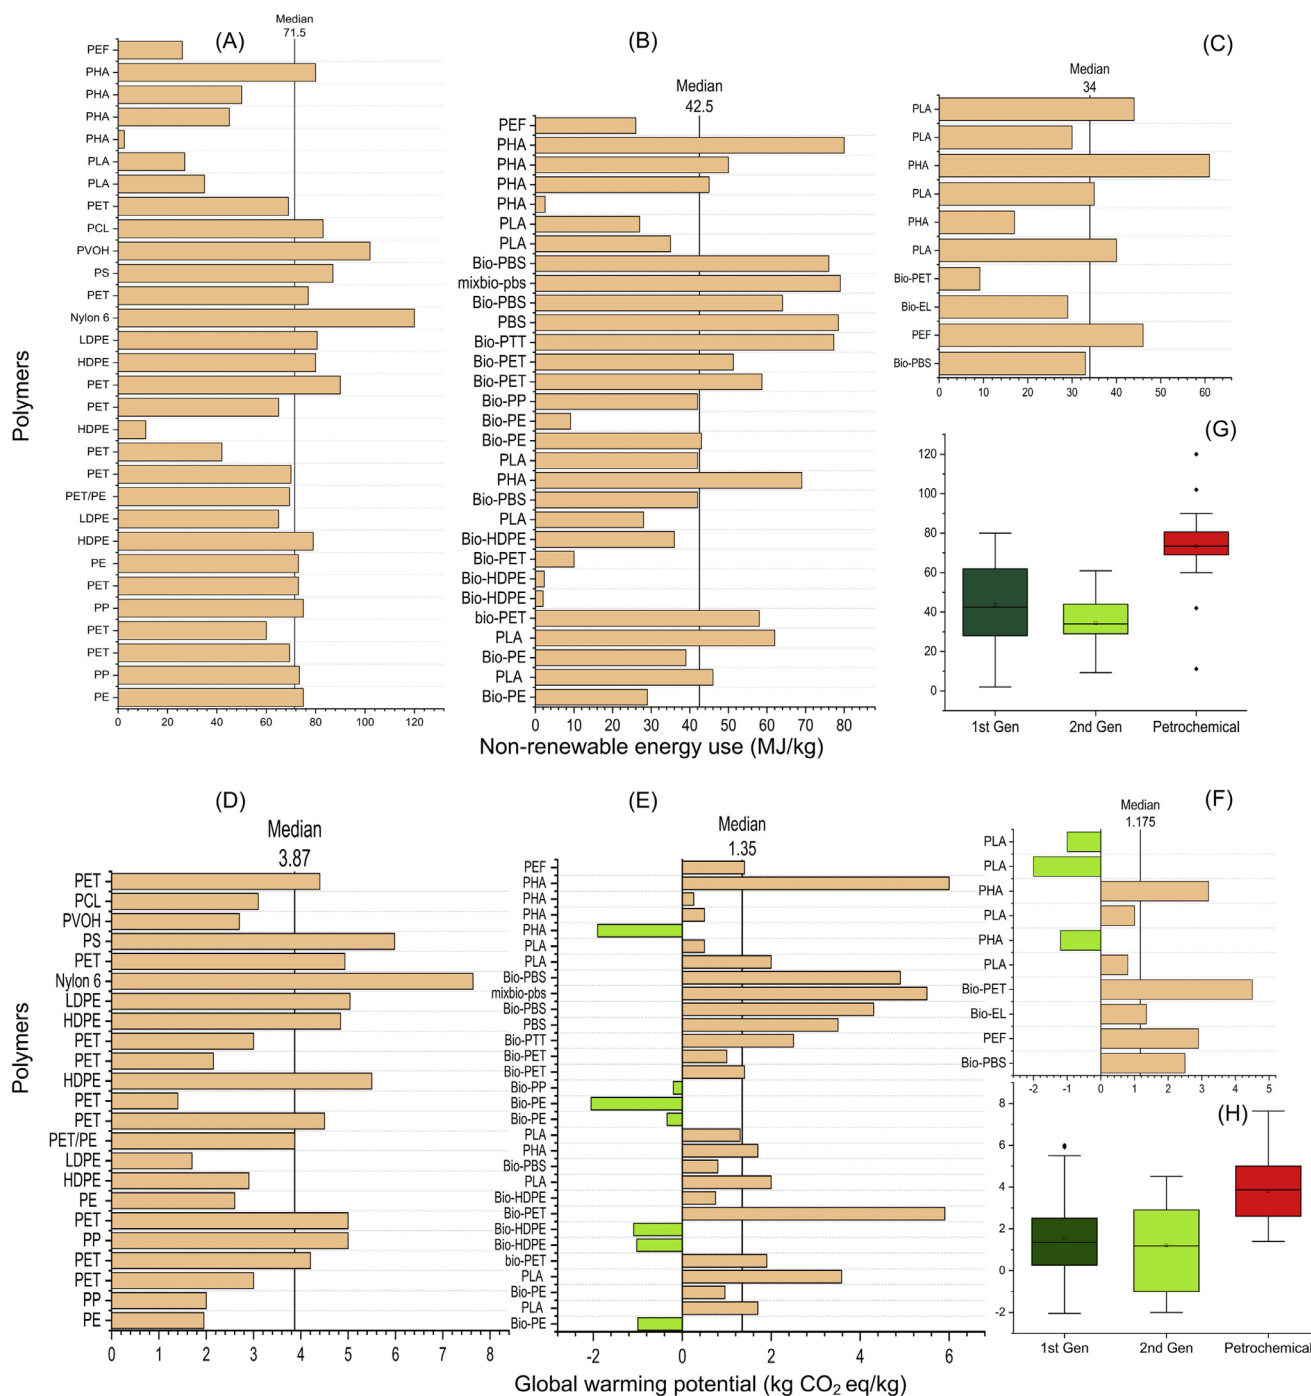 (A)
Median
71.5
PEF
PHA
PHA
PHA
PHA
PLA
PLA
PET
PCL
PVOH
PS
PET
Nylon 6
LDPE
HDPE
PET
PET
HDPE
PET
PET
PET/PE
LDPE
HDPE
PE
PET
PP
PET
PET
PP
PE
0 20 40 60 80 100 120
Polymers
(B)
Median
42.5
PEF
PHA
PHA
PHA
PHA
PLA
PLA
Bio-PBS
mixbio-pbs
Bio-PBS
PBS
Bio-PTT
Bio-PET
Bio-PET
Bio-PP
Bio-PE
Bio-PE
PLA
PHA
Bio-PBS
PLA
Bio-HDPE
Bio-PET
Bio-HDPE
Bio-HDPE
bio-PET
PLA
Bio-PE
PLA
Bio-PE
0 10 20 30 40 50 60 70 80
Non-renewable energy use (MJ/kg)
(C)
Median
34
PLA
PLA
PHA
PLA
PHA
PLA
Bio-PET
Bio-EL
PEF
Bio-PBS
0 10 20 30 40 50 60
(G)
120
100
80
60
40
20
0
1st Gen 2nd Gen Petrochemical
(D)
Median
3.87
PET
PCL
PVOH
PS
PET
Nylon 6
LDPE
HDPE
PET
PET
HDPE
PET
PET
PET/PE
LDPE
HDPE
PE
PET
PP
PET
PET
PP
PE
0 1 2 3 4 5 6 7 8
Polymers
(E)
Median
1.35
PEF
PHA
PHA
PHA
PHA
PLA
PLA
Bio-PBS
mixbio-pbs
Bio-PBS
PBS
Bio-PTT
Bio-PET
Bio-PET
Bio-PP
Bio-PE
Bio-PE
PLA
PHA
Bio-PBS
PLA
Bio-HDPE
Bio-PET
Bio-HDPE
Bio-HDPE
bio-PET
PLA
Bio-PE
PLA
Bio-PE
-2 0 2 4 6
Global warming potential (kg CO₂ eq/kg)
(F)
Median
1.175
PLA
PLA
PHA
PLA
PHA
PLA
Bio-PET
Bio-EL
PEF
Bio-PBS
-2 -1 0 1 2 3 4 5
(H)
8
6
4
2
0
-2
1st Gen 2nd Gen Petrochemical